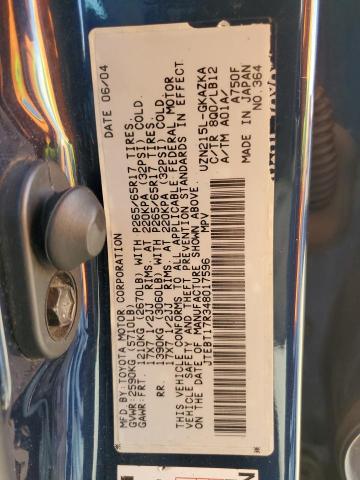 MFD. BY: TOYOTA MOTOR CORPORATION DATE 06/04
GVWR: 2590KG (5710LB)
GAWR: FRT. 1210KG (2670LB) WITH P265/65R17 TIRES,
17X7 1/2JJ RIMS, AT 220KPA (32PSI) COLD.
RR. 1390KG (3060LB) WITH P265/65R17 TIRES,
17X7 1/2JJ RIMS, AT 220KPA (32PSI) COLD.
THIS VEHICLE CONFORMS TO ALL APPLICABLE FEDERAL MOTOR
VEHICLE SAFETY AND THEFT PREVENTION STANDARDS IN EFFECT
ON THE DATE OF MANUFACTURE SHOWN ABOVE.
JTEBT17R348017596 MPV
UZN215L-GKAZKA
C/TR 8Q0/LB12
A/TM A01A/ A750F
MADE IN JAPAN
NO.364